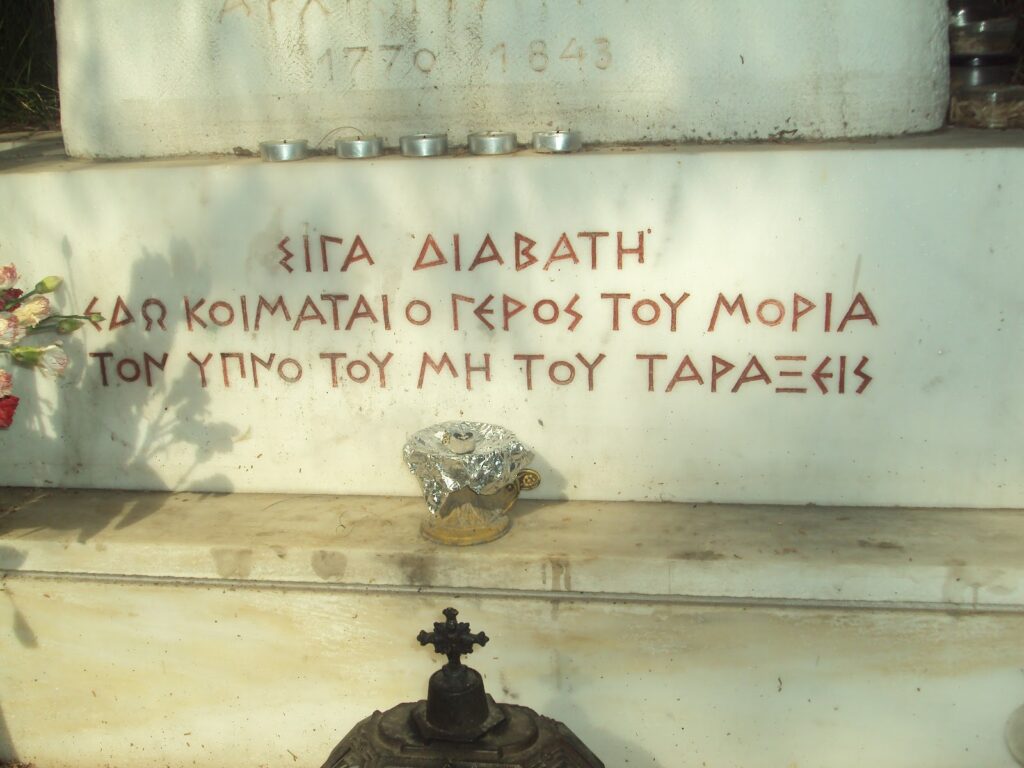 1770 1843
ΣΙΓΑ ΔΙΑΒΑΤΗ
ΕΔΩ ΚΟΙΜΑΤΑΙ Ο ΓΕΡΟΣ ΤΟΥ ΜΟΡΙΑ
ΤΟΝ ΥΠΝΟ ΤΟΥ ΜΗ ΤΟΥ ΤΑΡΑΞΕΙΣ